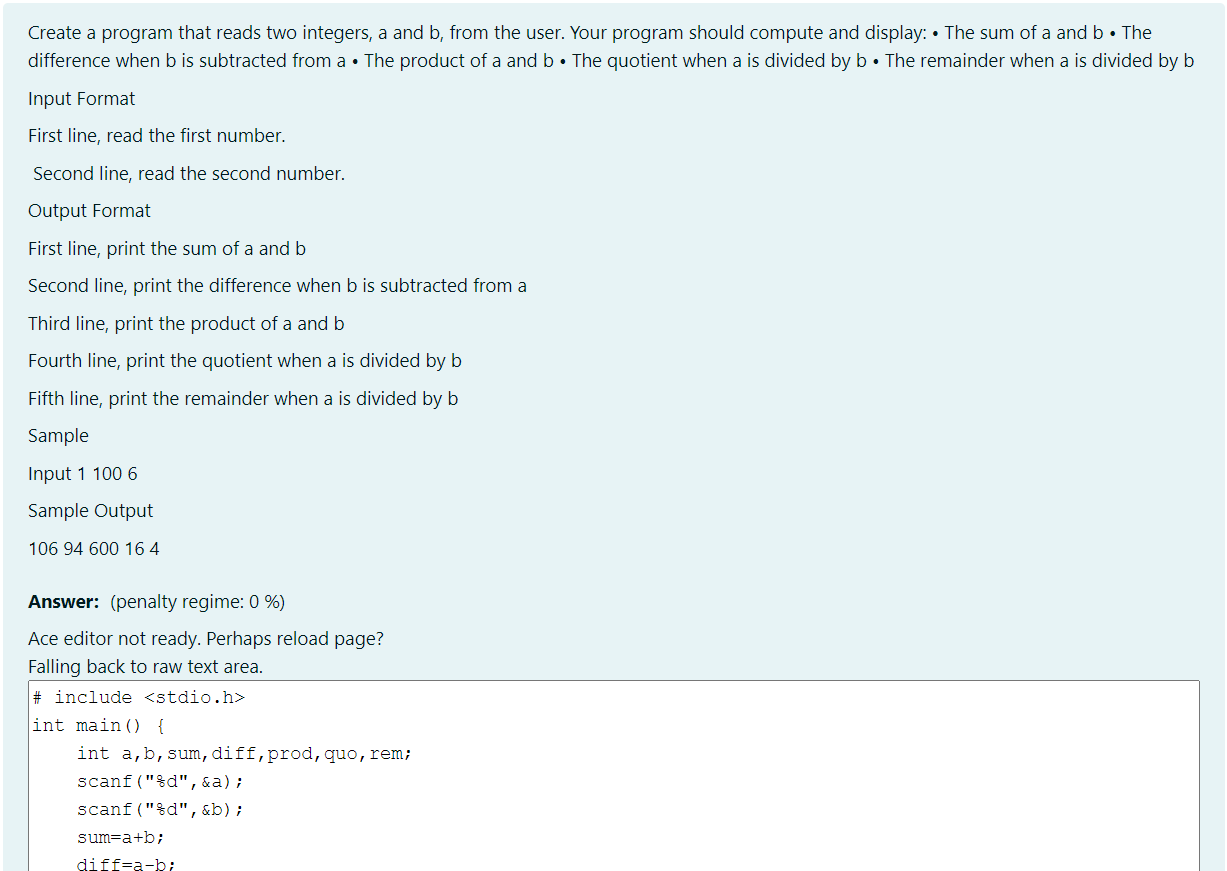 Create a program that reads two integers, a and b, from the user. Your program should compute and display: • The sum of a and b • The
difference when b is subtracted from a • The product of a and b • The quotient when a is divided by b • The remainder when a is divided by b
Input Format
First line, read the first number.
Second line, read the second number.
Output Format
First line, print the sum of a and b
Second line, print the difference when b is subtracted from a
Third line, print the product of a and b
Fourth line, print the quotient when a is divided by b
Fifth line, print the remainder when a is divided by b
Sample
Input 1 100 6
Sample Output
106 94 600 16 4
Answer: (penalty regime: 0 %)
Ace editor not ready. Perhaps reload page?
Falling back to raw text area.
# include <stdio.h>
int main() {
    int a,b,sum,diff,prod,quo,rem;
    scanf("%d",&a);
    scanf("%d",&b);
    sum=a+b;
    diff=a-b;